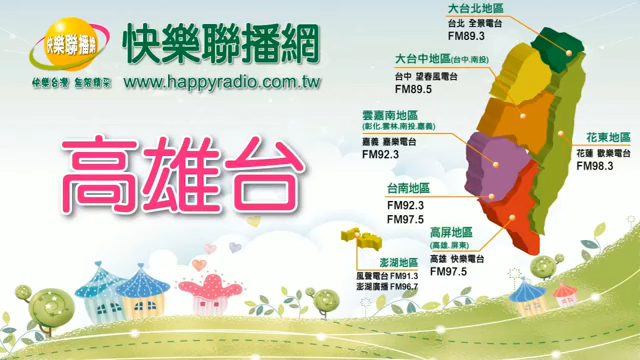 快樂聯播網
快樂台灣 無限精采
快樂聯播網
www.happyradio.com.tw
高雄台
大台北地區
台北 全景電台
FM89.3
大台中地區(台中.南投)
台中 望春風電台
FM89.5
雲嘉南地區
(彰化.雲林.南投.嘉義)
嘉義 嘉樂電台
FM92.3
花東地區
花蓮 歡樂電台
FM98.3
台南地區
FM92.3
FM97.5
高屏地區
(高雄.屏東)
高雄 快樂電台
FM97.5
澎湖地區
風聲電台 FM91.3
澎湖廣播 FM96.7